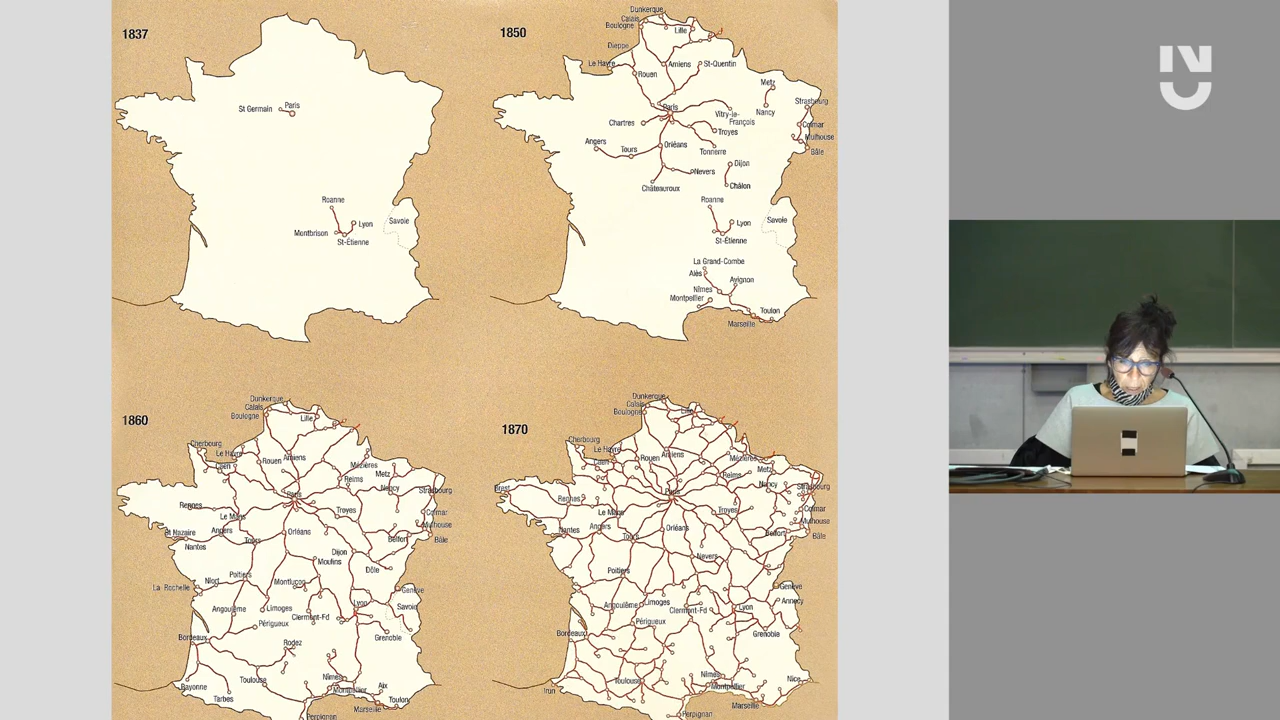 1837
St Germain
Paris
Roanne
Lyon
Montbrison
St-Étienne
Savoie
1850
Dunkerque
Calais
Boulogne
Lille
Dieppe
Le Havre
Amiens
St-Quentin
Rouen
Metz
Paris
Strasbourg
Nancy
Vitry-le-
François
Chartres
Colmar
Troyes
Mulhouse
Angers
Tours
Orléans
Tonnerre
Bâle
Dijon
Nevers
Châteauroux
Châlon
Roanne
Lyon
Savoie
St-Étienne
La Grand-Combe
Alès
Avignon
Nîmes
Montpellier
Toulon
Marseille
1860
Dunkerque
Calais
Boulogne
Lille
Cherbourg
Le Havre
Caen
Rouen
Amiens
Mézières
Metz
Reims
Nancy
Strasbourg
Paris
Rennes
Le Mans
Troyes
Colmar
Mulhouse
St Nazaire
Angers
Orléans
Nantes
Tours
Belfort
Bâle
Dijon
Moulins
Dôle
Poitiers
Niort
Montluçon
La Rochelle
Genève
Lyon
Savoie
Angoulême
Limoges
Clermont-Fd
Périgueux
Bordeaux
Grenoble
Rodez
Toulouse
Nîmes
Bayonne
Montpellier
Aix
Tarbes
Toulon
Marseille
Perpignan
1870
Dunkerque
Calais
Boulogne
Lille
Cherbourg
Le Havre
Caen
Rouen
Amiens
Mézières
Metz
Reims
Nancy
Strasbourg
Brest
Paris
Rennes
Le Mans
Troyes
Colmar
Mulhouse
Nantes
Angers
Orléans
Tours
Belfort
Bâle
Nevers
Poitiers
Genève
Annecy
Angoulême
Limoges
Clermont-Fd
Lyon
Périgueux
Bordeaux
Grenoble
Toulouse
Nîmes
Montpellier
Nice
Irun
Marseille
Perpignan